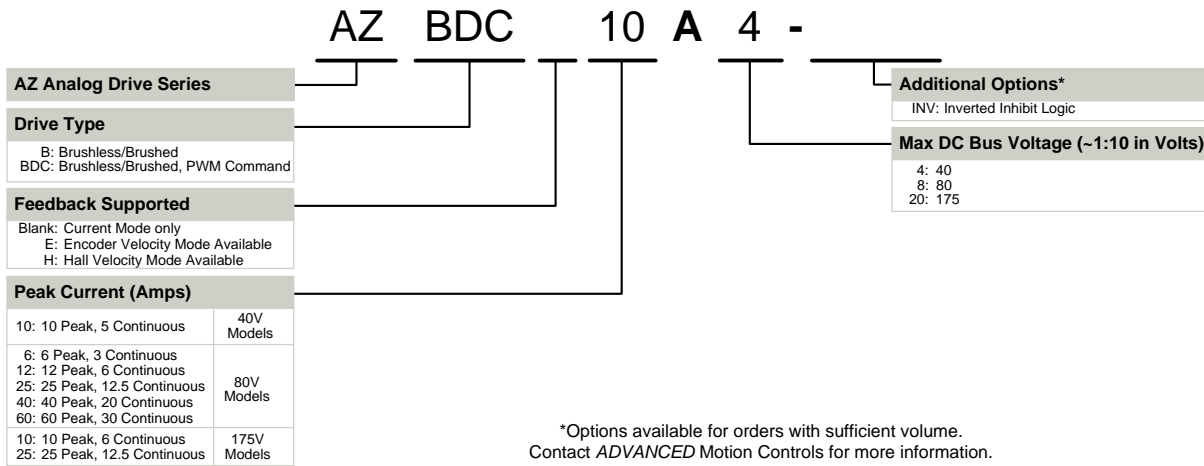 AZ BDC 10 A 4 -
AZ Analog Drive Series
Drive Type
B: Brushless/Brushed
BDC: Brushless/Brushed, PWM Command
Feedback Supported
Blank: Current Mode only
E: Encoder Velocity Mode Available
H: Hall Velocity Mode Available
Peak Current (Amps)
10: 10 Peak, 5 Continuous
40V
Models
6: 6 Peak, 3 Continuous
12: 12 Peak, 6 Continuous
25: 25 Peak, 12.5 Continuous
40: 40 Peak, 20 Continuous
60: 60 Peak, 30 Continuous
80V
Models
10: 10 Peak, 6 Continuous
25: 25 Peak, 12.5 Continuous
175V
Models
Additional Options*
INV: Inverted Inhibit Logic
Max DC Bus Voltage (~1:10 in Volts)
4: 40
8: 80
20: 175
*Options available for orders with sufficient volume.
Contact ADVANCED Motion Controls for more information.